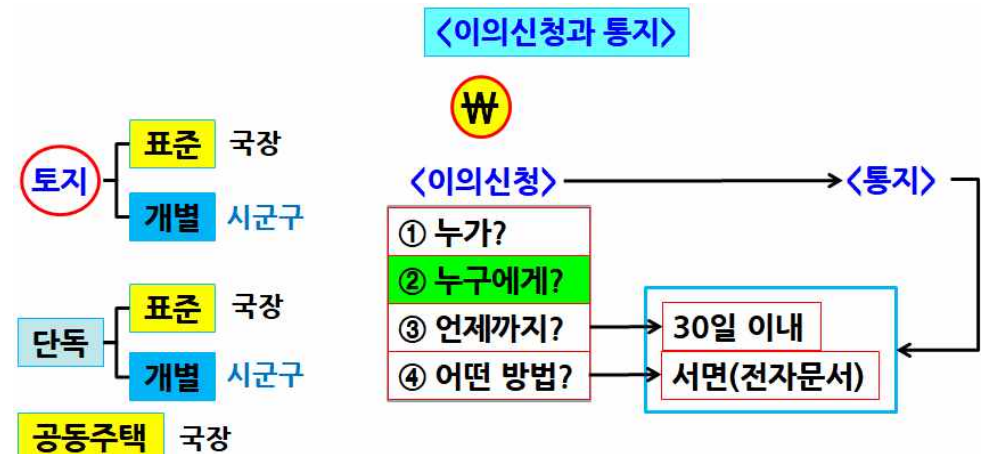 <이의신청과 통지>
₩
토지
표준 국장
개별 시군구
단독
표준 국장
개별 시군구
공동주택 국장
<이의신청>
<통지>
① 누가?
② 누구에게?
③ 언제까지?
30일 이내
④ 어떤 방법?
서면(전자문서)